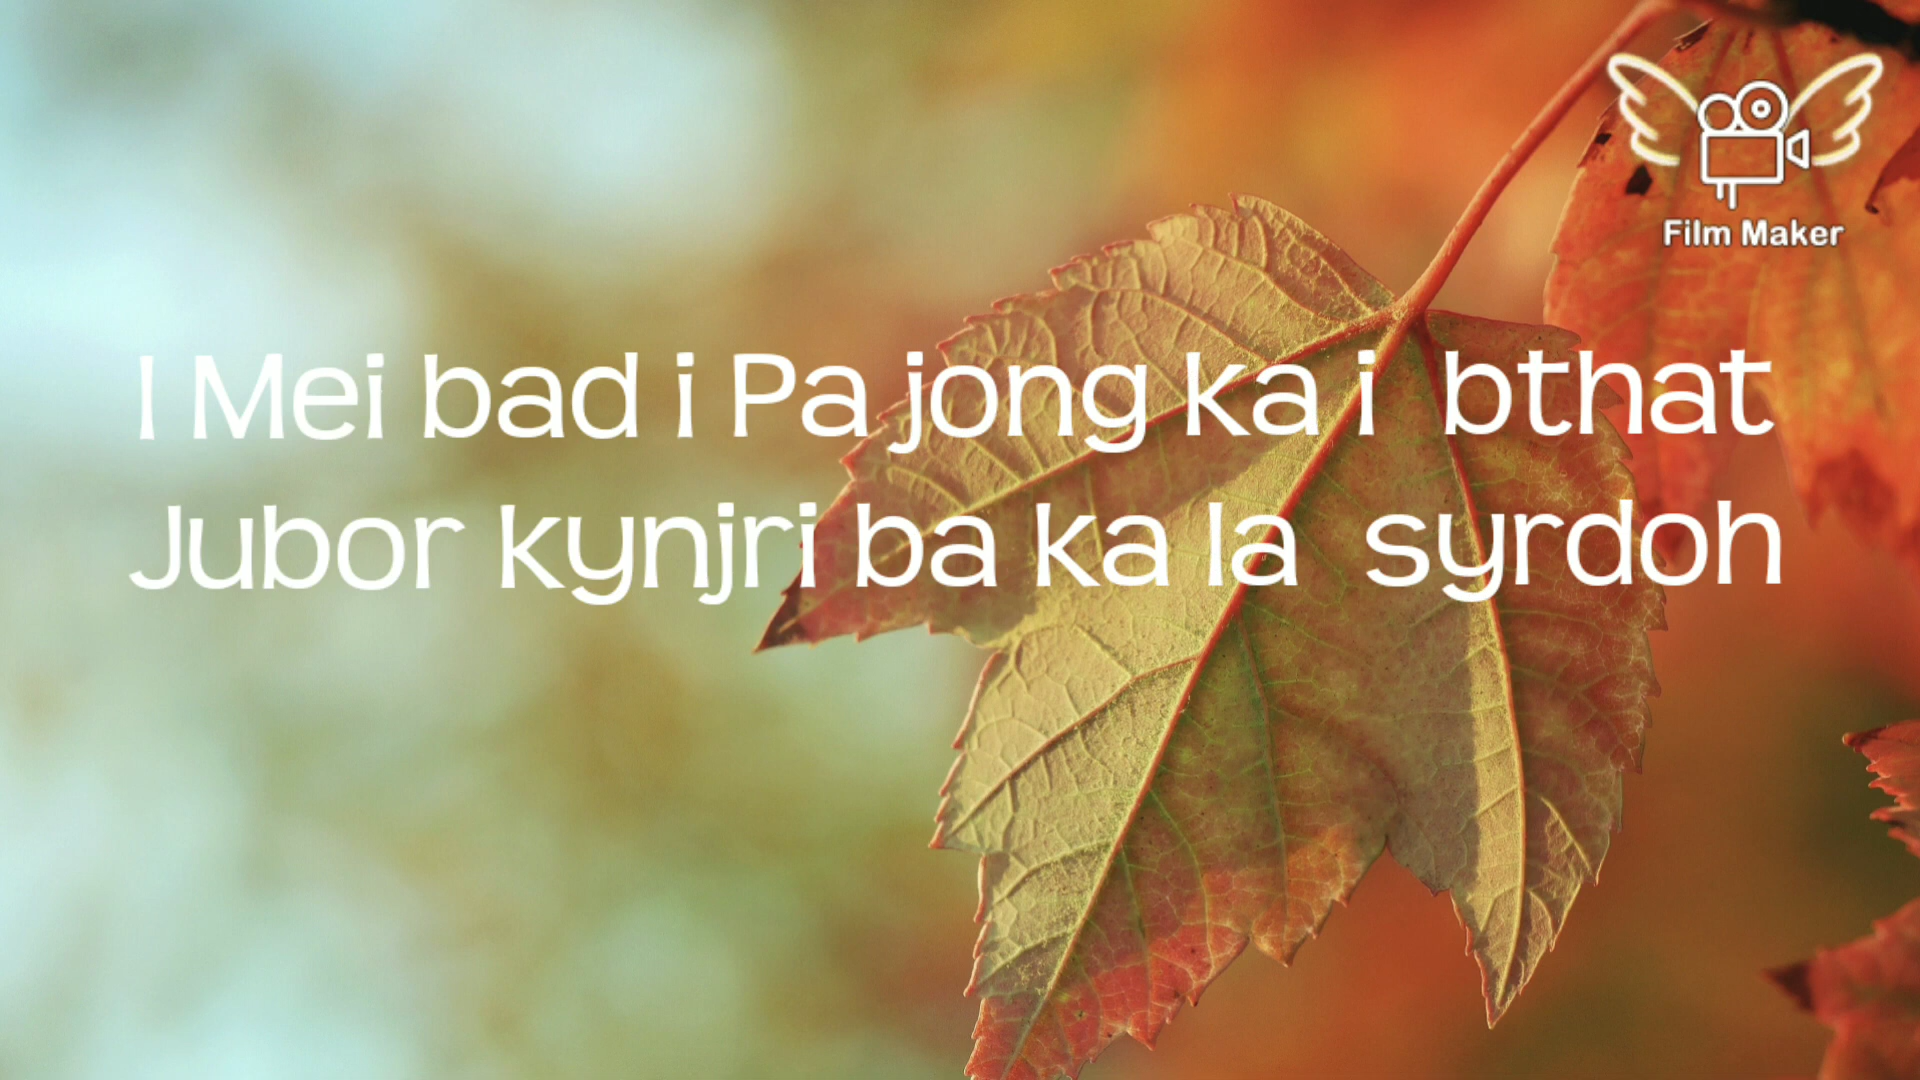 Film Maker
I Mei bad i Pa jong ka i bthat
Jubor kynjri ba ka la syrdoh